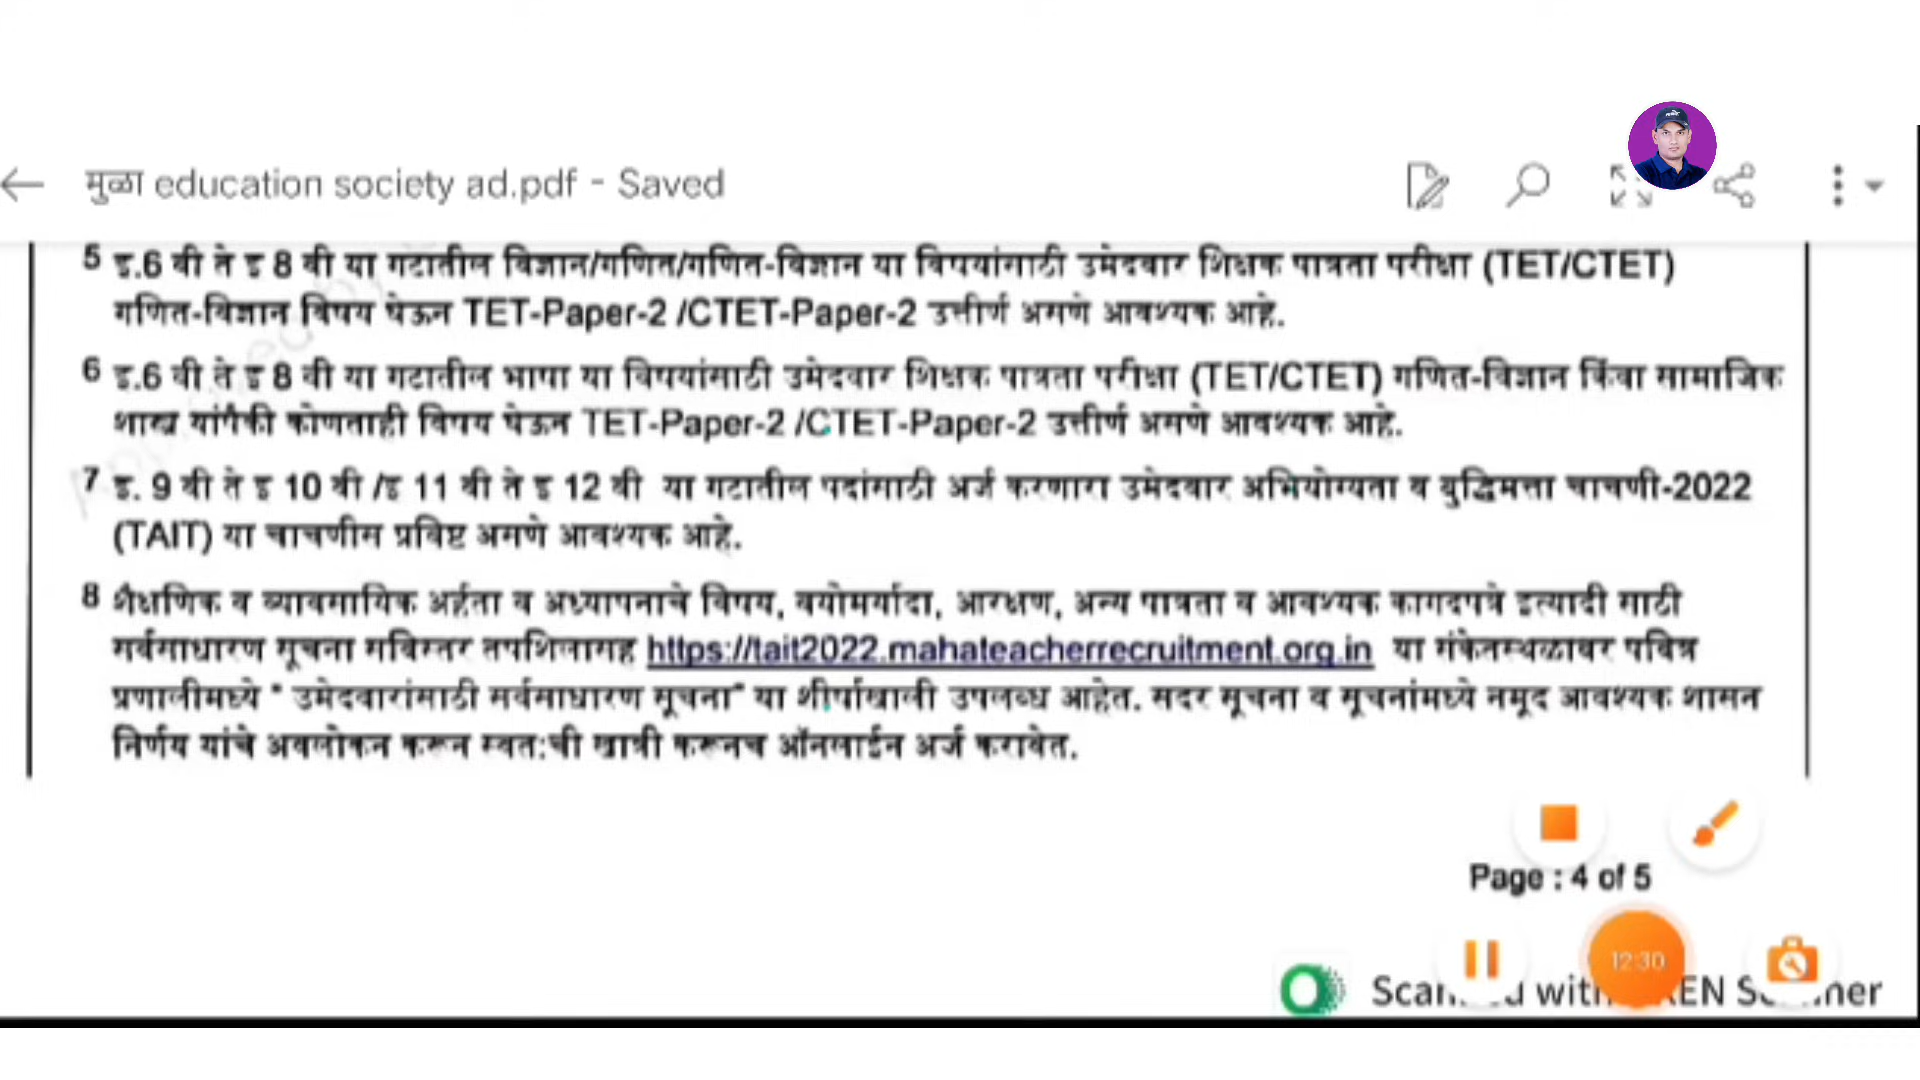 मुळा education society ad.pdf - Saved
5 इ.6 वी ते इ 8 वी या गटातील विज्ञान/गणित/गणित-विज्ञान या विषयांसाठी उमेदवार शिक्षक पात्रता परीक्षा (TET/CTET)
गणित-विज्ञान विषय घेऊन TET-Paper-2 /CTET-Paper-2 उत्तीर्ण असणे आवश्यक आहे.
6 इ.6 वी ते इ 8 वी या गटातील भाषा या विषयांसाठी उमेदवार शिक्षक पात्रता परीक्षा (TET/CTET) गणित-विज्ञान किंवा सामाजिक
शास्त्र यांपैकी कोणताही विषय घेऊन TET-Paper-2 /CTET-Paper-2 उत्तीर्ण असणे आवश्यक आहे.
7 इ. 9 वी ते इ 10 वी /इ 11 वी ते इ 12 वी या गटातील पदांसाठी अर्ज करणारा उमेदवार अभियोग्यता व बुद्धिमत्ता चाचणी-2022
(TAIT) या चाचणीस प्रविष्ट असणे आवश्यक आहे.
8 शैक्षणिक व व्यावसायिक अर्हता व अध्यापनाचे विषय, वयोमर्यादा, आरक्षण, अन्य पात्रता व आवश्यक कागदपत्रे इत्यादी साठी
सर्वसाधारण सूचना सविस्तर तपशिलासह https://tait2022.mahateacherrecruitment.org.in या संकेतस्थळावर पवित्र
प्रणालीमध्ये " उमेदवारांसाठी सर्वसाधारण सूचना" या शीर्षाखाली उपलब्ध आहेत. सदर सूचना व सूचनांमध्ये नमूद आवश्यक शासन
निर्णय यांचे अवलोकन करून स्वत:ची खात्री करूनच ऑनलाईन अर्ज करावेत.
Page : 4 of 5
12:30